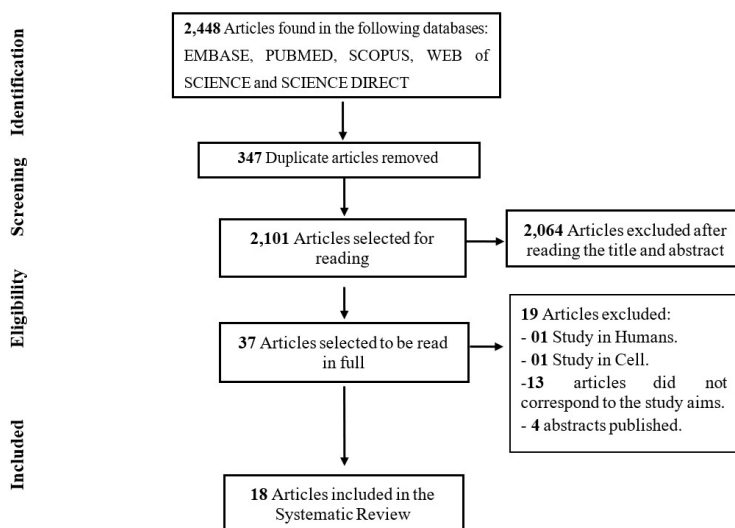 Identification
2,448 Articles found in the following databases:
EMBASE, PUBMED, SCOPUS, WEB of
SCIENCE and SCIENCE DIRECT
347 Duplicate articles removed
Screening
2,101 Articles selected for
reading
2,064 Articles excluded after
reading the title and abstract
Eligibility
37 Articles selected to be read
in full
19 Articles excluded:
- 01 Study in Humans.
- 01 Study in Cell.
-13 articles did not
correspond to the study aims.
- 4 abstracts published.
Included
18 Articles included in the
Systematic Review